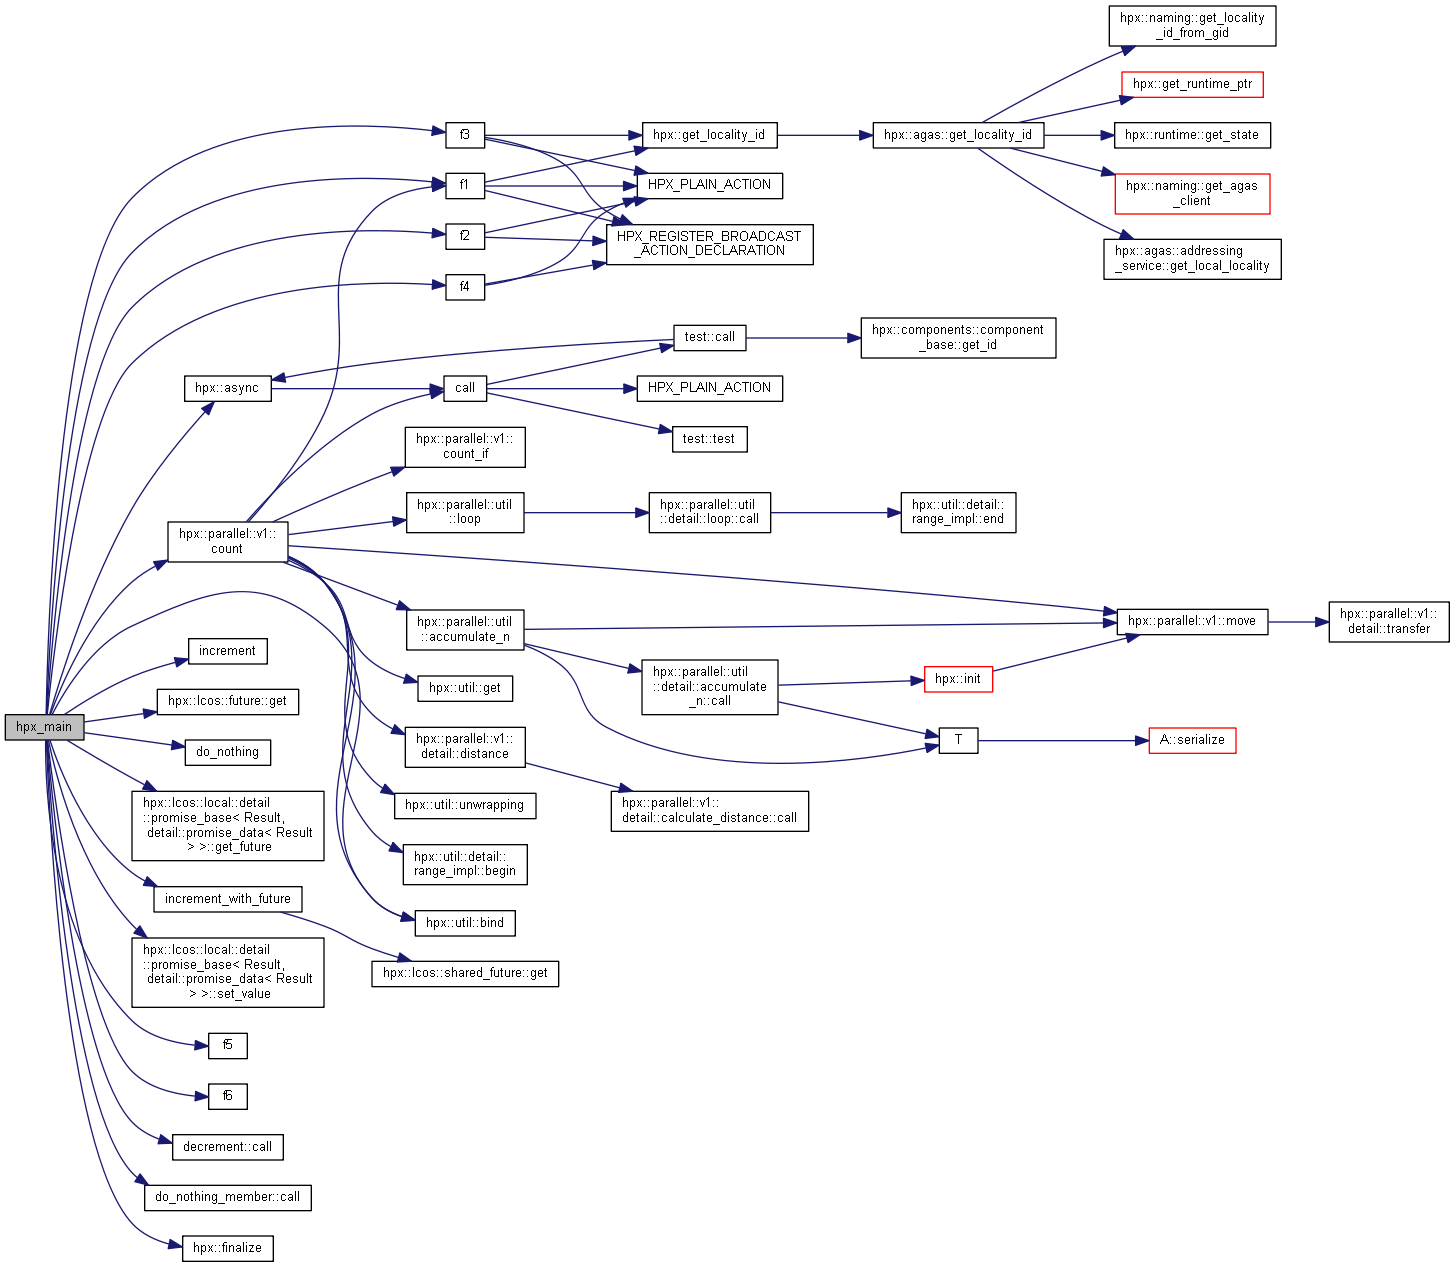 hpx::naming::get_locality
_id_from_gid
hpx::get_runtime_ptr
f3
hpx::get_locality_id
hpx::agas::get_locality_id
hpx::runtime::get_state
f1
HPX_PLAIN_ACTION
hpx::naming::get_agas
_client
f2
HPX_REGISTER_BROADCAST
_ACTION_DECLARATION
hpx::agas::addressing
_service::get_local_locality
f4
test::call
hpx::components::component
_base::get_id
hpx::async
call
HPX_PLAIN_ACTION
test::test
hpx::parallel::v1::
count_if
hpx::parallel::util
::loop
hpx::parallel::util
::detail::loop::call
hpx::util::detail::
range_impl::end
hpx::parallel::v1::
count
hpx::parallel::util
::accumulate_n
hpx::parallel::v1::move
hpx::parallel::v1::
detail::transfer
increment
hpx::parallel::util
::detail::accumulate
_n::call
hpx::init
hpx::util::get
hpx::lcos::future::get
hpx_main
do_nothing
hpx::parallel::v1::
detail::distance
T
A::serialize
hpx::lcos::local::detail
::promise_base< Result,
detail::promise_data< Result
> >::get_future
hpx::util::unwrapping
hpx::parallel::v1::
detail::calculate_distance::call
hpx::util::detail::
range_impl::begin
increment_with_future
hpx::util::bind
hpx::lcos::local::detail
::promise_base< Result,
detail::promise_data< Result
> >::set_value
hpx::lcos::shared_future::get
f5
f6
decrement::call
do_nothing_member::call
hpx::finalize